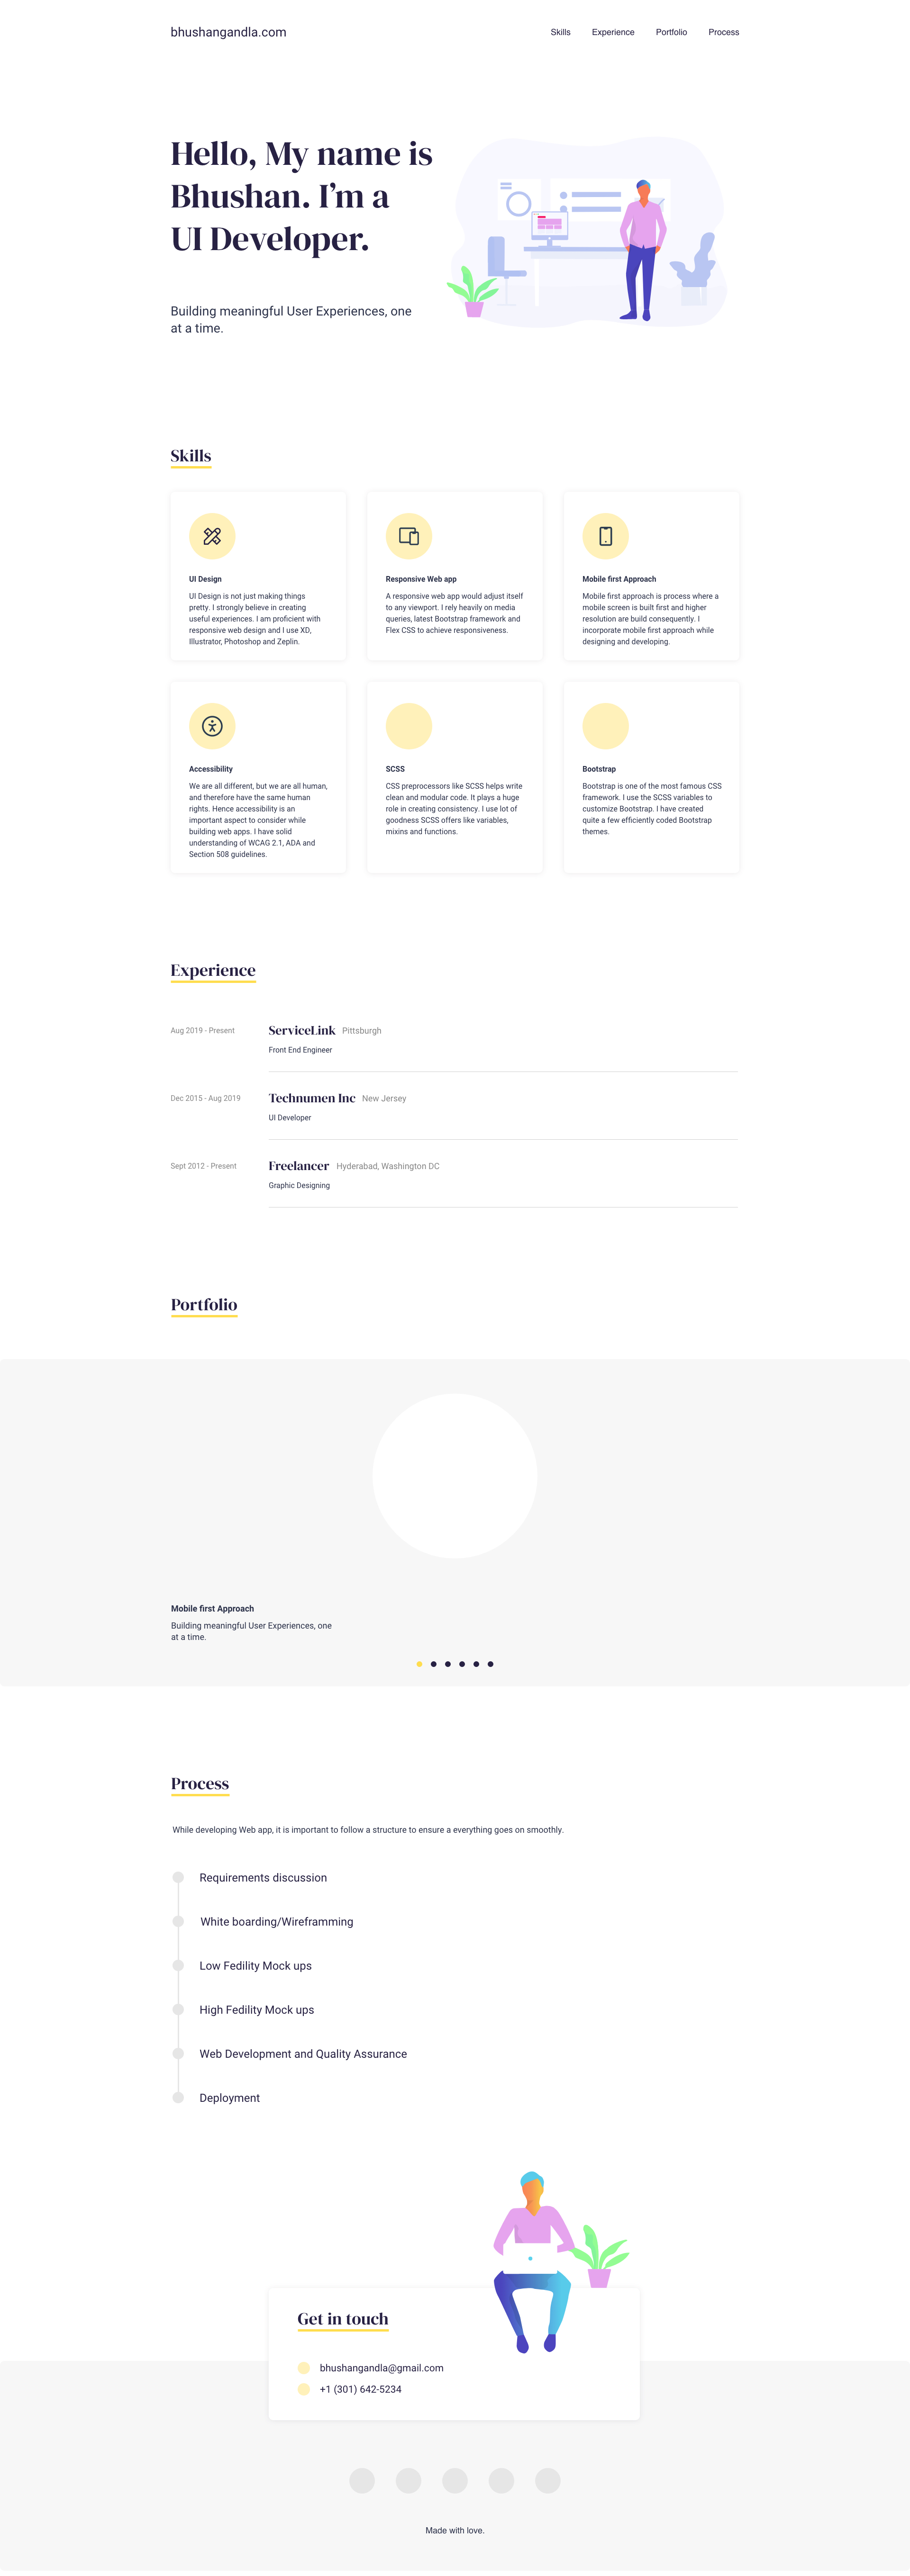 bhushangandla.com
Skills
Experience
Portfolio
Process
Hello, My name is
Bhushan. I'm a
UI Developer.
Building meaningful User Experiences, one
at a time.
Skills
UI Design
UI Design is not just making things
pretty. I strongly believe in creating
useful experiences. I am proficient with
responsive web design and I use XD,
Illustrator, Photoshop and Zeplin.
Responsive Web app
A responsive web app would adjust itself
to any viewport. I rely heavily on media
queries, latest Bootstrap framework and
Flex CSS to achieve responsiveness.
Mobile first Approach
Mobile first approach is process where a
mobile screen is built first and higher
resolution are build consequently. I
incorporate mobile first approach while
designing and developing.
Accessibility
We are all different, but we are all human,
and therefore have the same human
rights. Hence accessibility is an
important aspect to consider while
building web apps. I have solid
understanding of WCAG 2.1, ADA and
Section 508 guidelines.
SCSS
CSS preprocessors like SCSS helps write
clean and modular code. It plays a huge
role in creating consistency. I use lot of
goodness SCSS offers like variables,
mixins and functions.
Bootstrap
Bootstrap is one of the most famous CSS
framework. I use the SCSS variables to
customize Bootstrap. I have created
quite a few efficiently coded Bootstrap
themes.
Experience
Aug 2019 - Present
ServiceLink Pittsburgh
Front End Engineer
Dec 2015 - Aug 2019
Technumen Inc New Jersey
UI Developer
Sept 2012 - Present
Freelancer Hyderabad, Washington DC
Graphic Designing
Portfolio
Mobile first Approach
Building meaningful User Experiences, one
at a time.
Process
While developing Web app, it is important to follow a structure to ensure a everything goes on smoothly.
Requirements discussion
White boarding/Wireframming
Low Fedility Mock ups
High Fedility Mock ups
Web Development and Quality Assurance
Deployment
Get in touch
bhushangandla@gmail.com
+1 (301) 642-5234
Made with love.